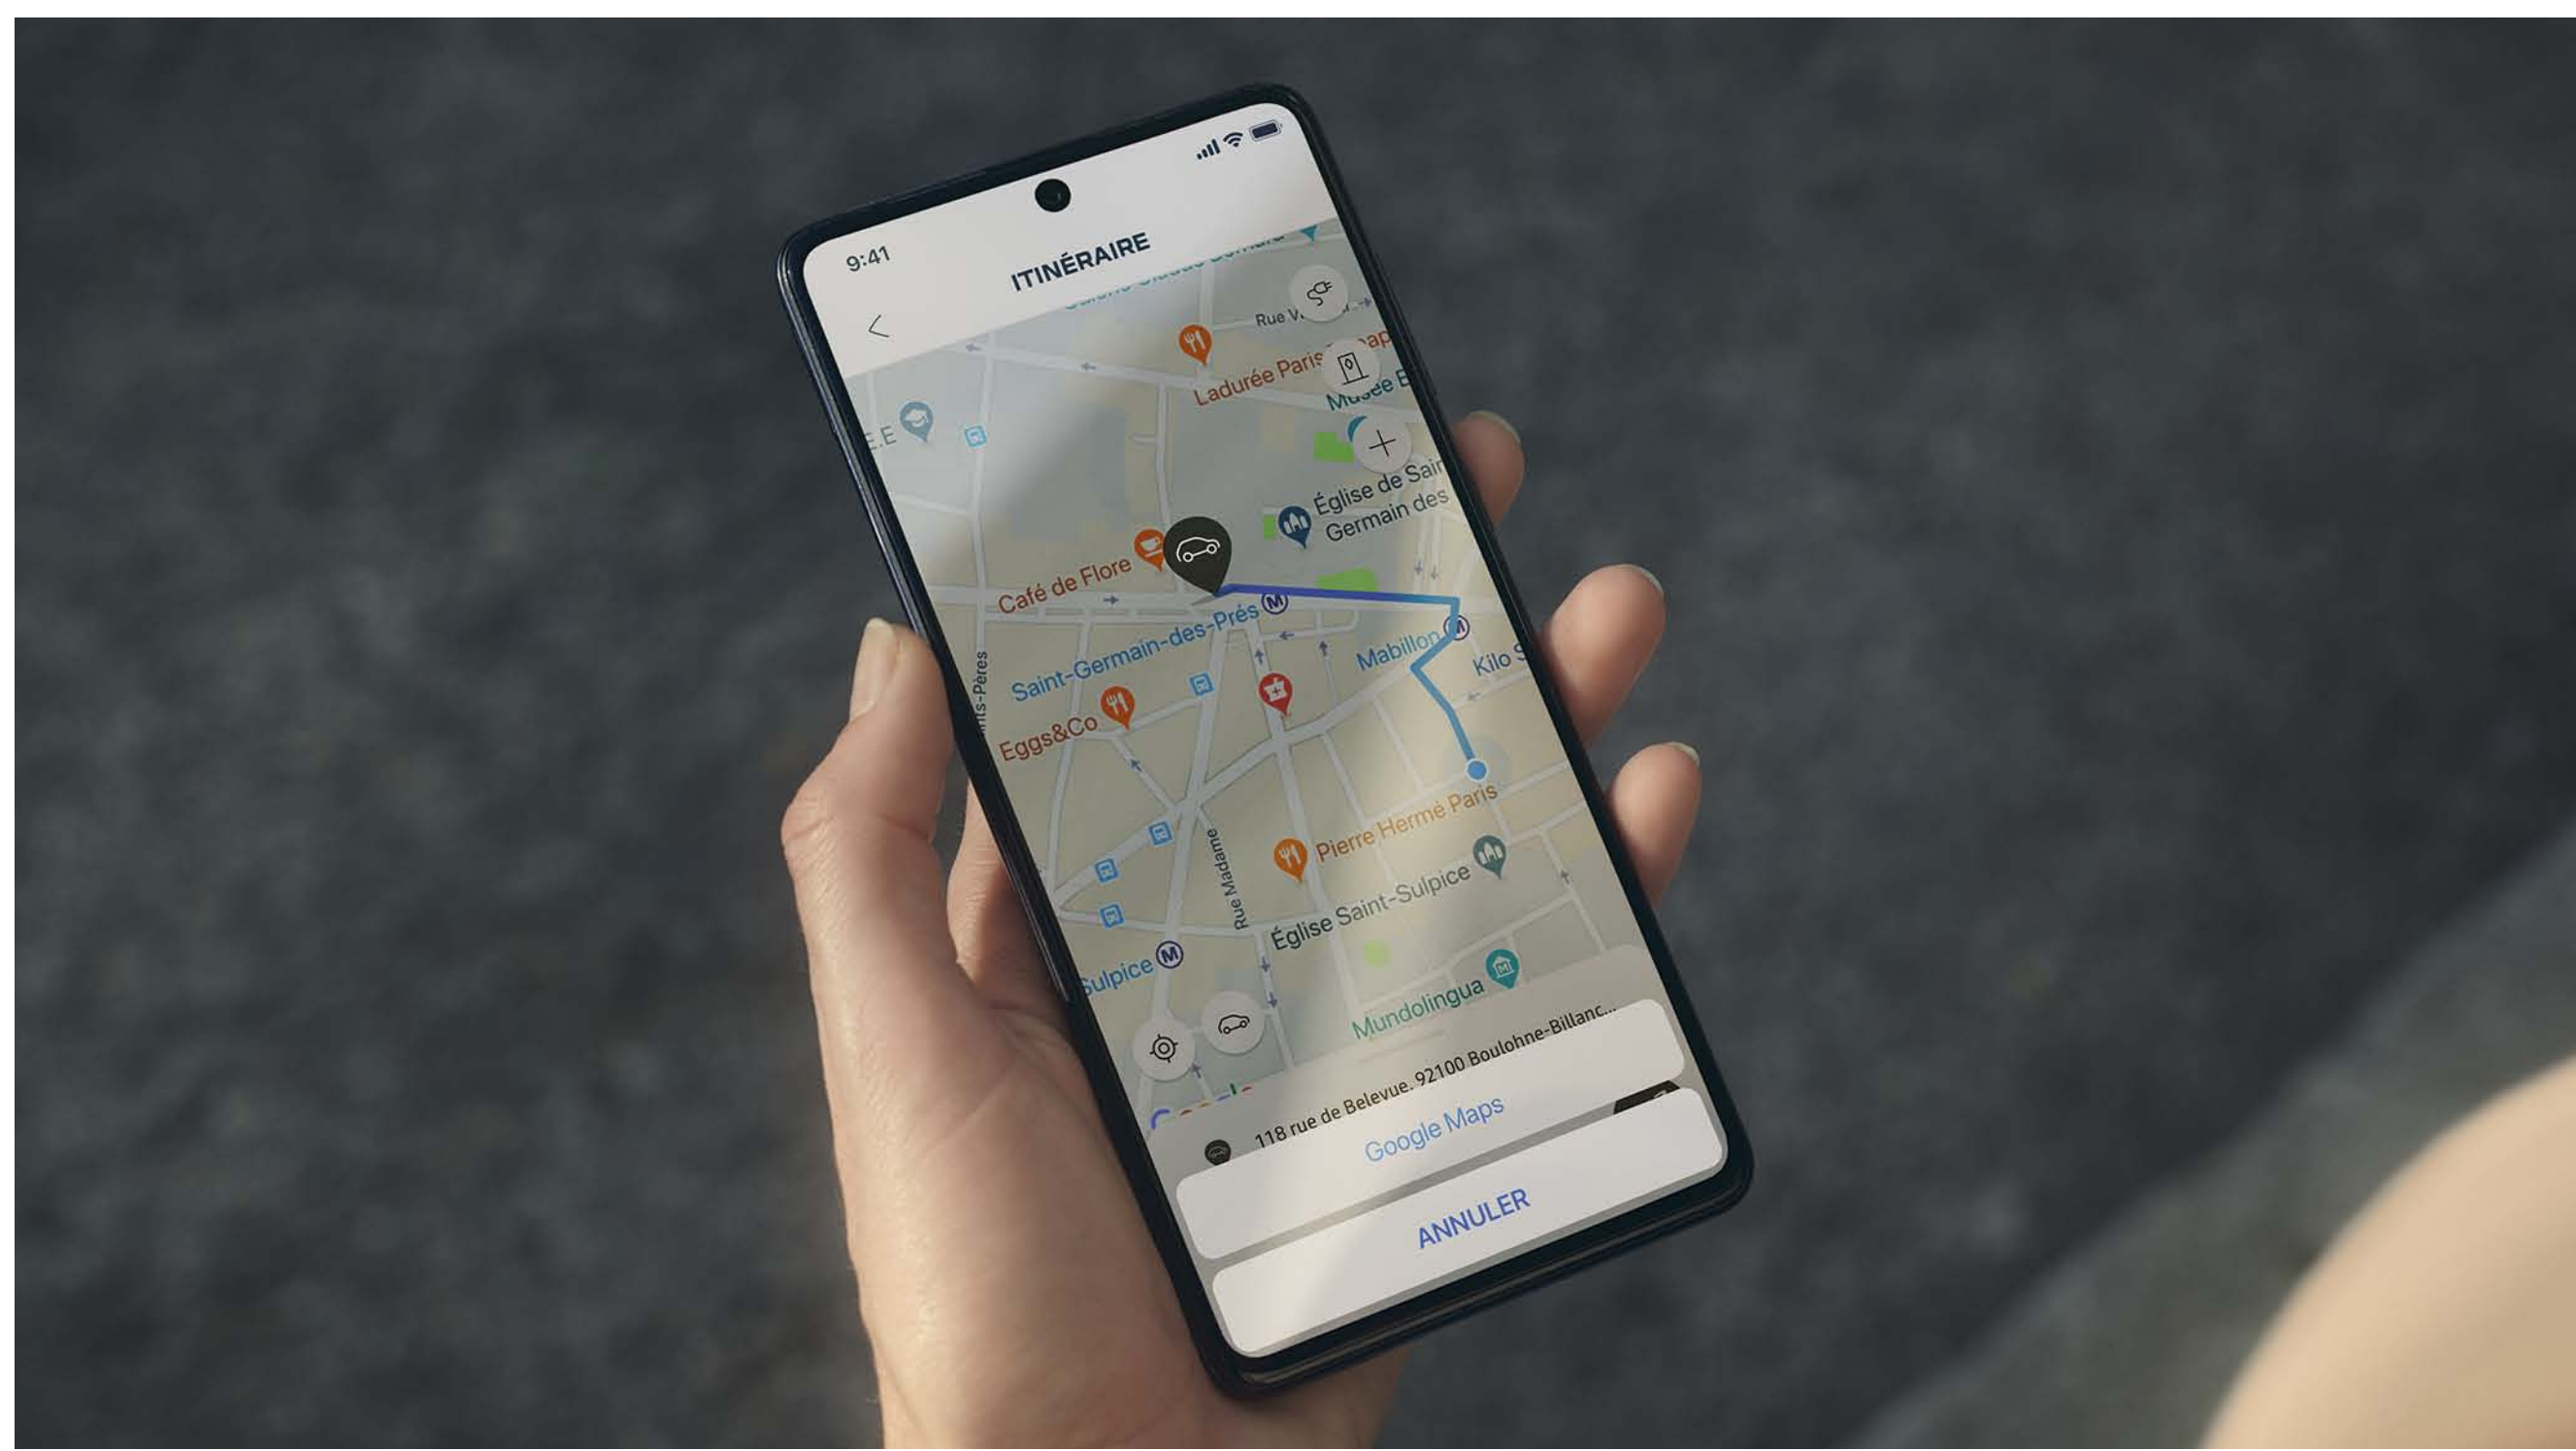 9:41
ITINÉRAIRE
Rue
Ladurée Paris
Musée
E.E
Église de Sain
Germain des
Café de Flore
Saint-Germain-des-Prés
M
Mabillon
M
Kilo S
Eggs&Co
nts-Pères
Pierre Hermé Paris
Rue Madame
Église Saint-Sulpice
Sulpice
M
Mundolingua
M
118 rue de Belevue, 92100 Boulohne-Billanc...
Google Maps
ANNULER